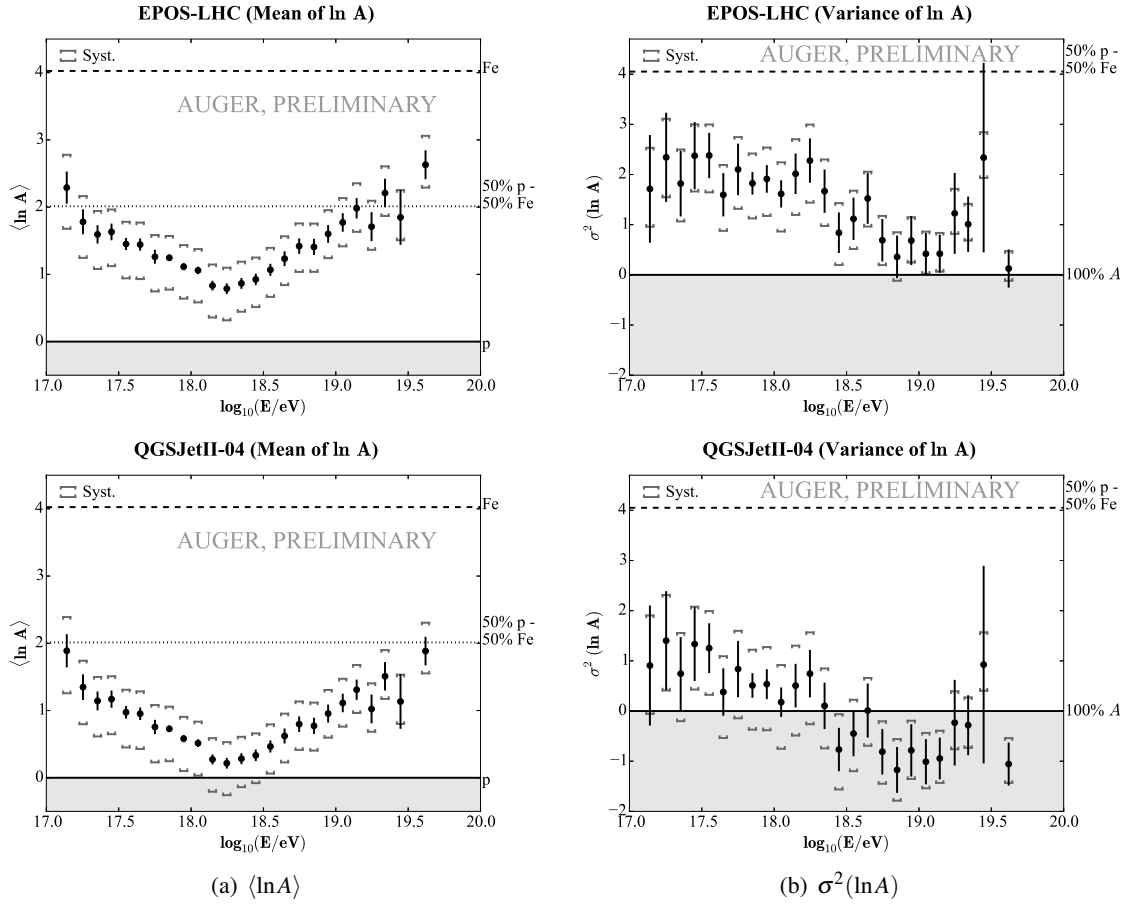 EPOS-LHC (Mean of ln A)
Syst.
AUGER, PRELIMINARY
Fe
50% p -
50% Fe
p
4
3
2
1
0
⟨ln A⟩
17.0 17.5 18.0 18.5 19.0 19.5 20.0
log₁₀(E/eV)
EPOS-LHC (Variance of ln A)
Syst.
AUGER, PRELIMINARY
50% p -
50% Fe
100% A
4
3
2
1
0
−1
−2
σ² (ln A)
17.0 17.5 18.0 18.5 19.0 19.5 20.0
log₁₀(E/eV)
QGSJetII-04 (Mean of ln A)
Syst.
AUGER, PRELIMINARY
Fe
50% p -
50% Fe
p
4
3
2
1
0
⟨ln A⟩
17.0 17.5 18.0 18.5 19.0 19.5 20.0
log₁₀(E/eV)
QGSJetII-04 (Variance of ln A)
Syst.
AUGER, PRELIMINARY
50% p -
50% Fe
100% A
4
3
2
1
0
−1
−2
σ² (ln A)
17.0 17.5 18.0 18.5 19.0 19.5 20.0
log₁₀(E/eV)
(a) ⟨lnA⟩
(b) σ²(lnA)